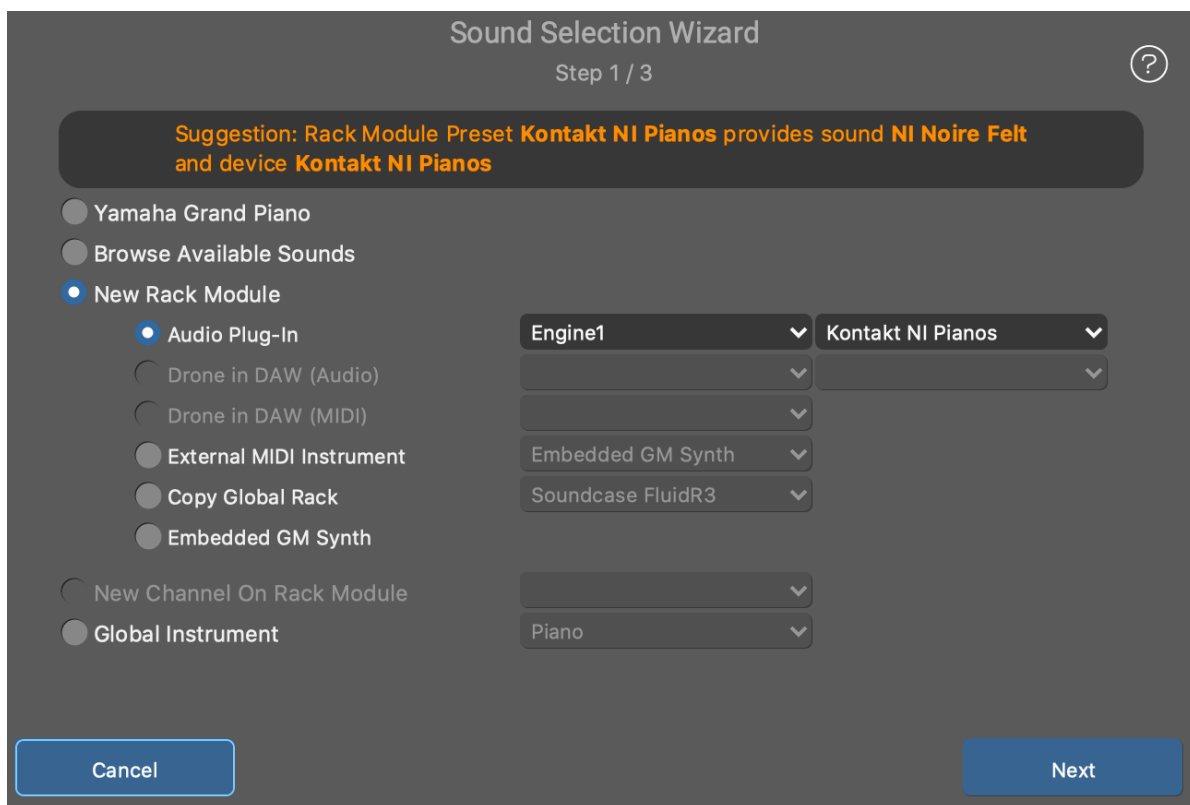 Sound Selection Wizard
Step 1 / 3
?
Suggestion: Rack Module Preset Kontakt NI Pianos provides sound NI Noire Felt
and device Kontakt NI Pianos
Yamaha Grand Piano
Browse Available Sounds
New Rack Module
Audio Plug-In Engine1 Kontakt NI Pianos
Drone in DAW (Audio)
Drone in DAW (MIDI)
External MIDI Instrument Embedded GM Synth
Copy Global Rack Soundcase FluidR3
Embedded GM Synth
New Channel On Rack Module
Global Instrument Piano
Cancel Next